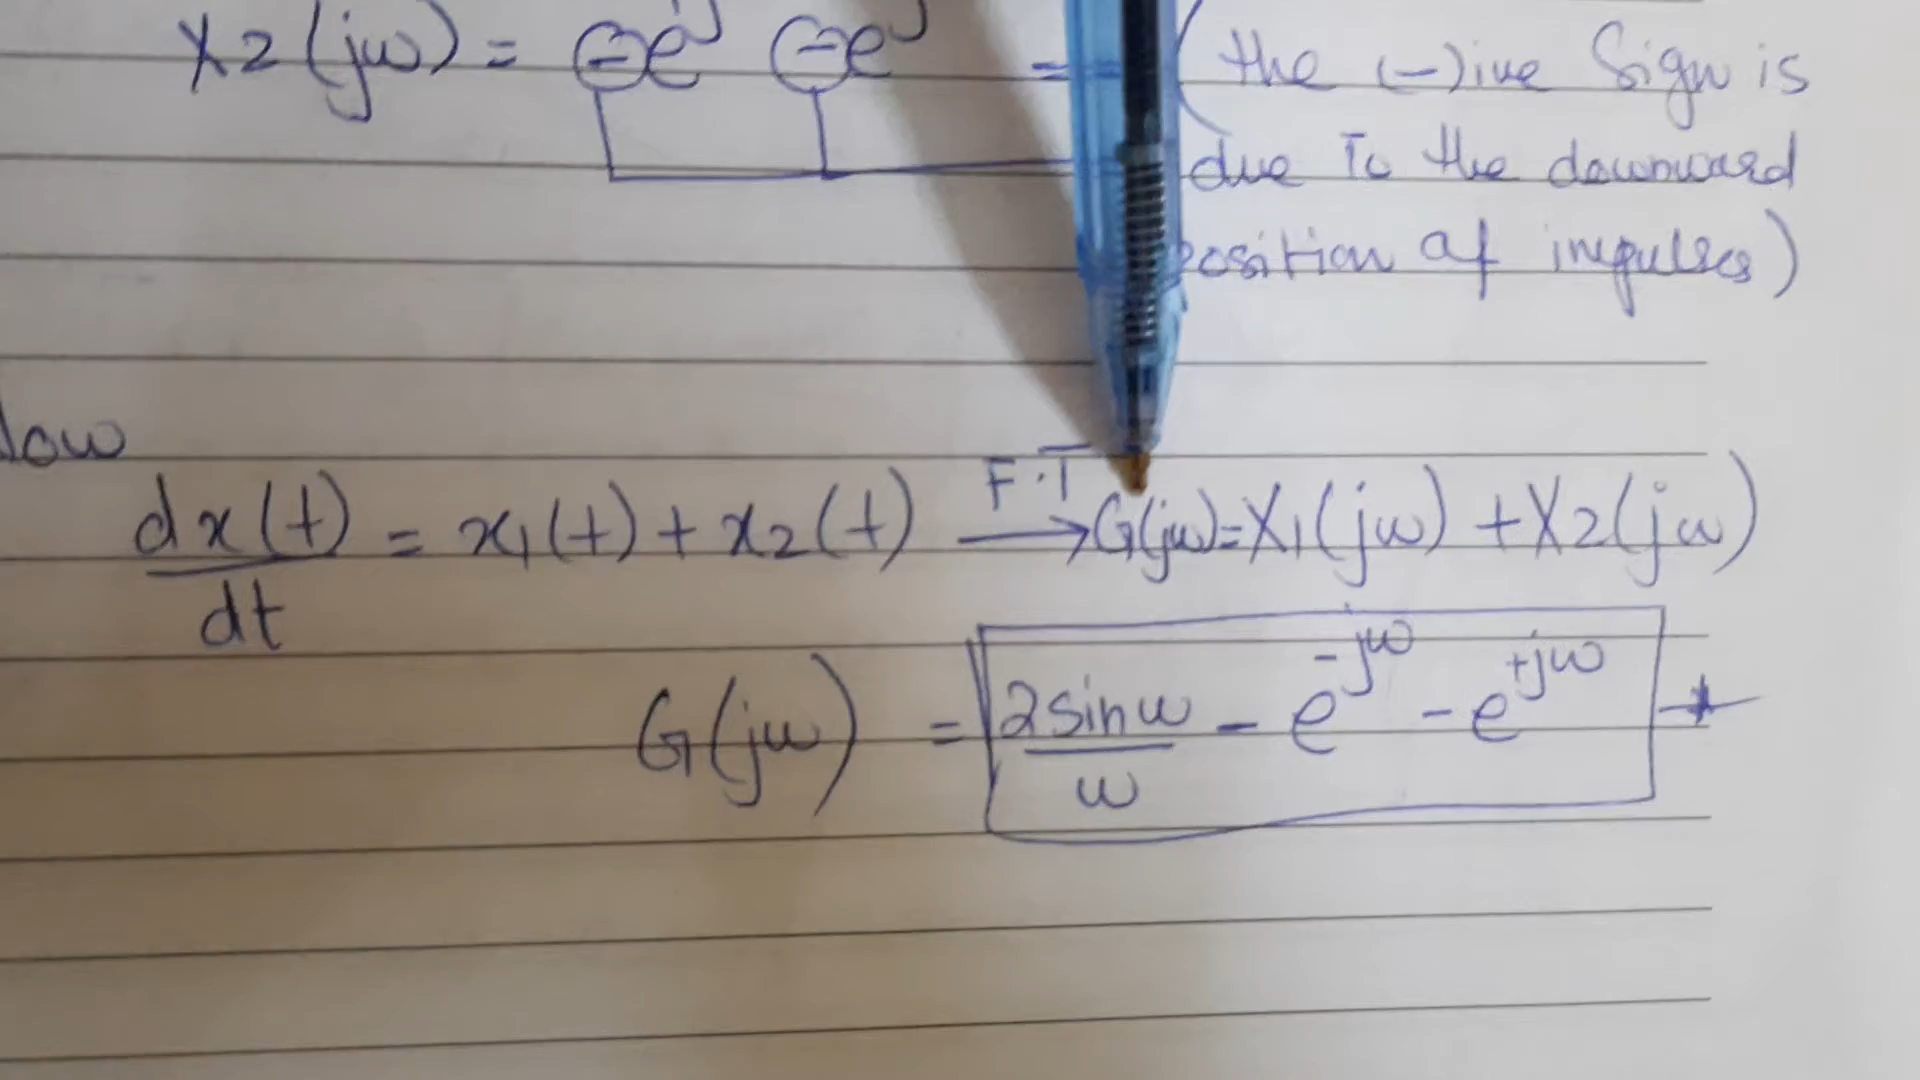 X2(jω) = -e^j -e^j = (the (-)ive Sign is
due To the downward
position of impulses)
Now
dx(t)/dt = x1(t) + x2(t) F.T → G(jω)=X1(jω) + X2(jω)
G(jω) = 2sinω/ω - e^-jω - e^+jω